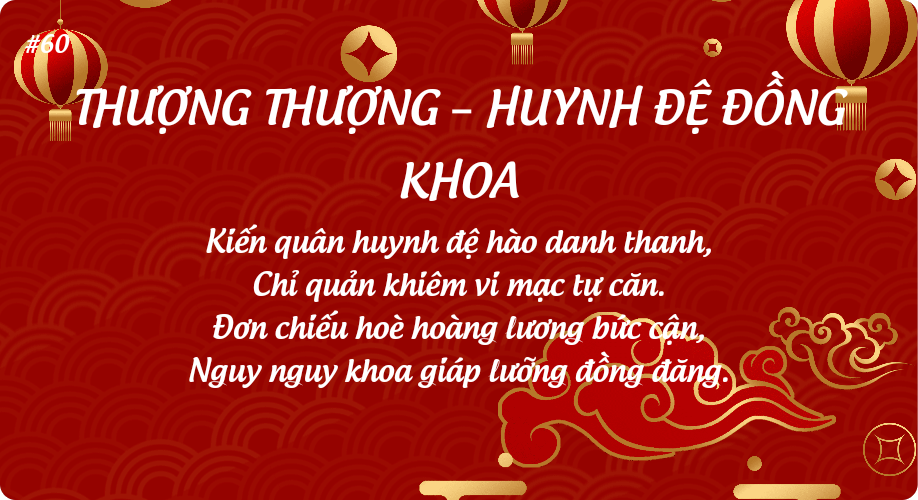 #60
THƯỢNG THƯỢNG – HUYNH ĐỆ ĐỒNG
KHOA
Kiến quân huynh đệ hào danh thanh,
Chỉ quản khiêm vi mạc tự căn.
Đơn chiếu hoè hoàng lương bức cận,
Nguy nguy khoa giáp lưỡng đồng đăng.